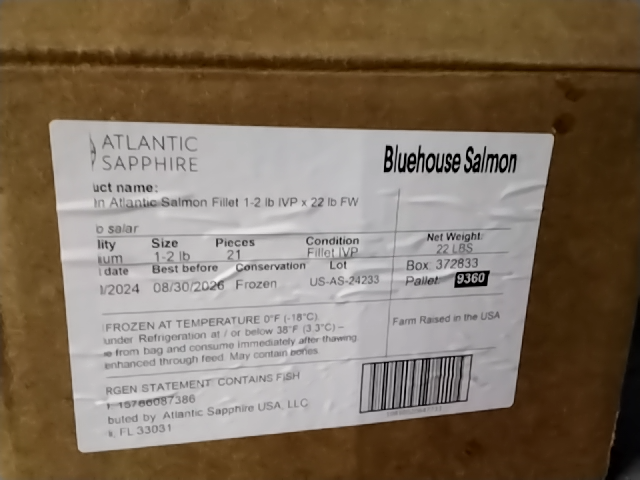 ATLANTIC
SAPPHIRE
Bluehouse Salmon
uct name:
in Atlantic Salmon Fillet 1-2 lb IVP x 22 lb FW
o salar
lity Size Pieces Condition Net Weight
ium 1-2 lb 21 Fillet IVP 22 LBS
date Best before Conservation Lot Box: 372833
/2024 08/30/2026 Frozen US-AS-24233 Pallet: 9360
FROZEN AT TEMPERATURE 0°F (-18°C)
under Refrigeration at / or below 38°F (3.3°C) –
e from bag and consume immediately after thawing.
enhanced through feed. May contain bones.
Farm Raised in the USA
RGEN STATEMENT: CONTAINS FISH
15766087386
buted by Atlantic Sapphire USA, LLC
FL 33031